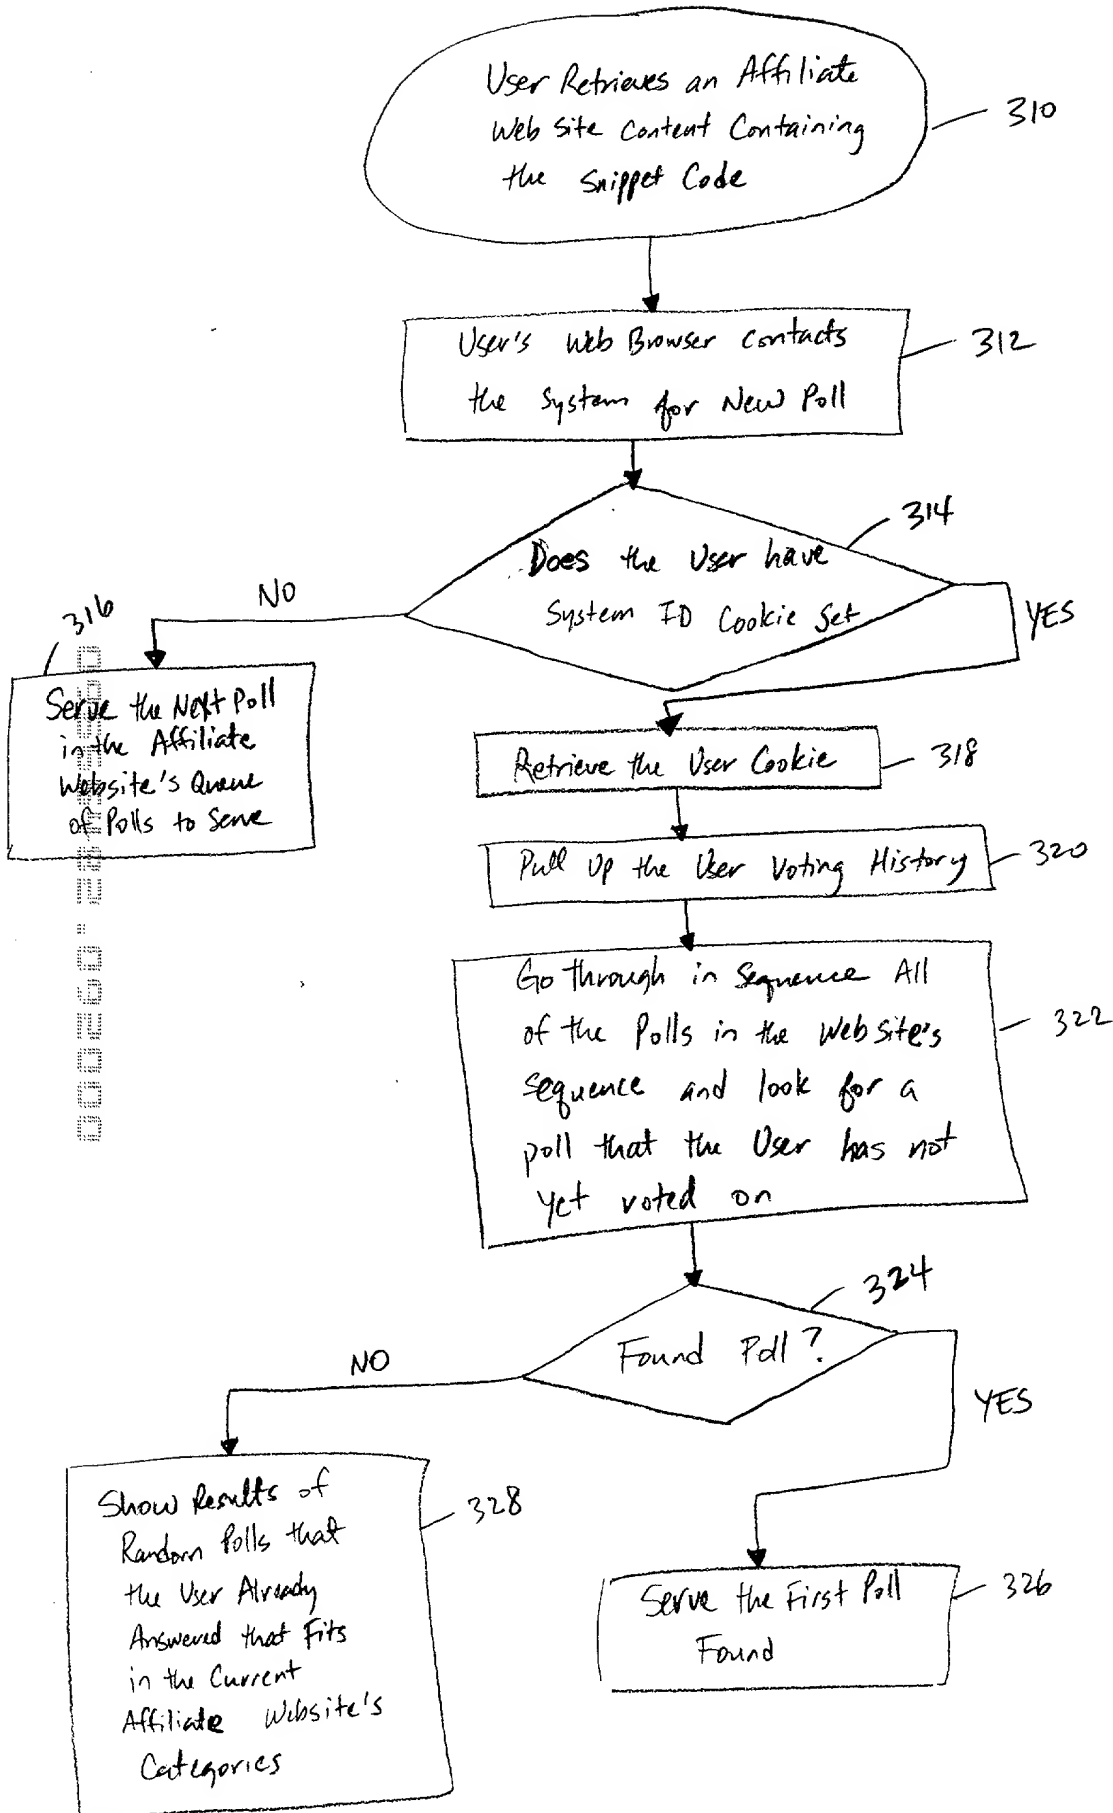 User Retrieves an Affiliate
Web Site Content Containing
the Snippet Code
310
User's Web Browser Contacts
the System for New Poll
312
314
Does the User have
System ID Cookie Set
NO
YES
316
Serve the Next Poll
in the Affiliate
Website's Queue
of Polls to Serve
Retrieve the User Cookie
318
Pull Up the User Voting History
320
Go through in Sequence All
of the Polls in the Web Site's
sequence and look for a
poll that the User has not
yet voted on
322
324
Found Poll?
NO
YES
Show Results of
Random Polls that
the User Already
Answered that Fits
in the Current
Affiliate Website's
Categories
328
Serve the First Poll
Found
326